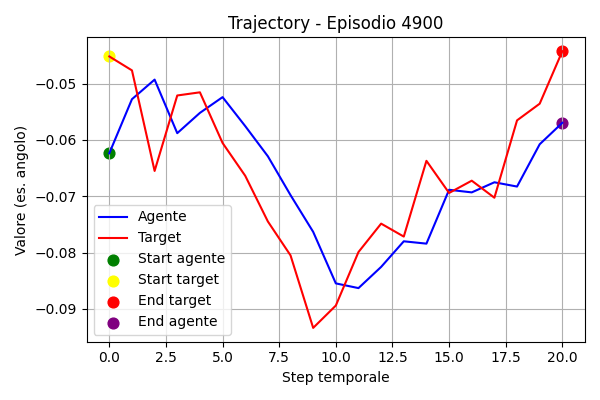 Trajectory - Episodio 4900
Valore (es. angolo)
−0.05
−0.06
−0.07
−0.08
−0.09
Agente
Target
Start agente
Start target
End target
End agente
0.0 2.5 5.0 7.5 10.0 12.5 15.0 17.5 20.0
Step temporale